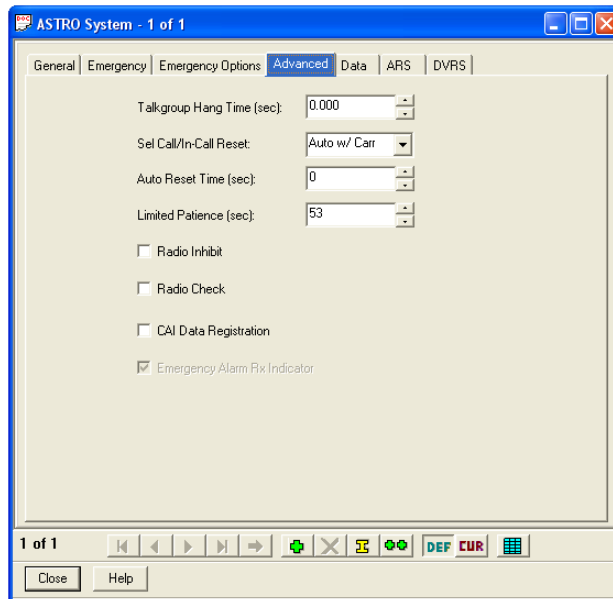 ASTRO System - 1 of 1
General Emergency Emergency Options Advanced Data ARS DVRS
Talkgroup Hang Time (sec): 0.000
Sel Call/In-Call Reset: Auto w/ Carr
Auto Reset Time (sec): 0
Limited Patience (sec): 53
Radio Inhibit
Radio Check
CAI Data Registration
Emergency Alarm Rx Indicator
1 of 1 DEF CUR
Close Help